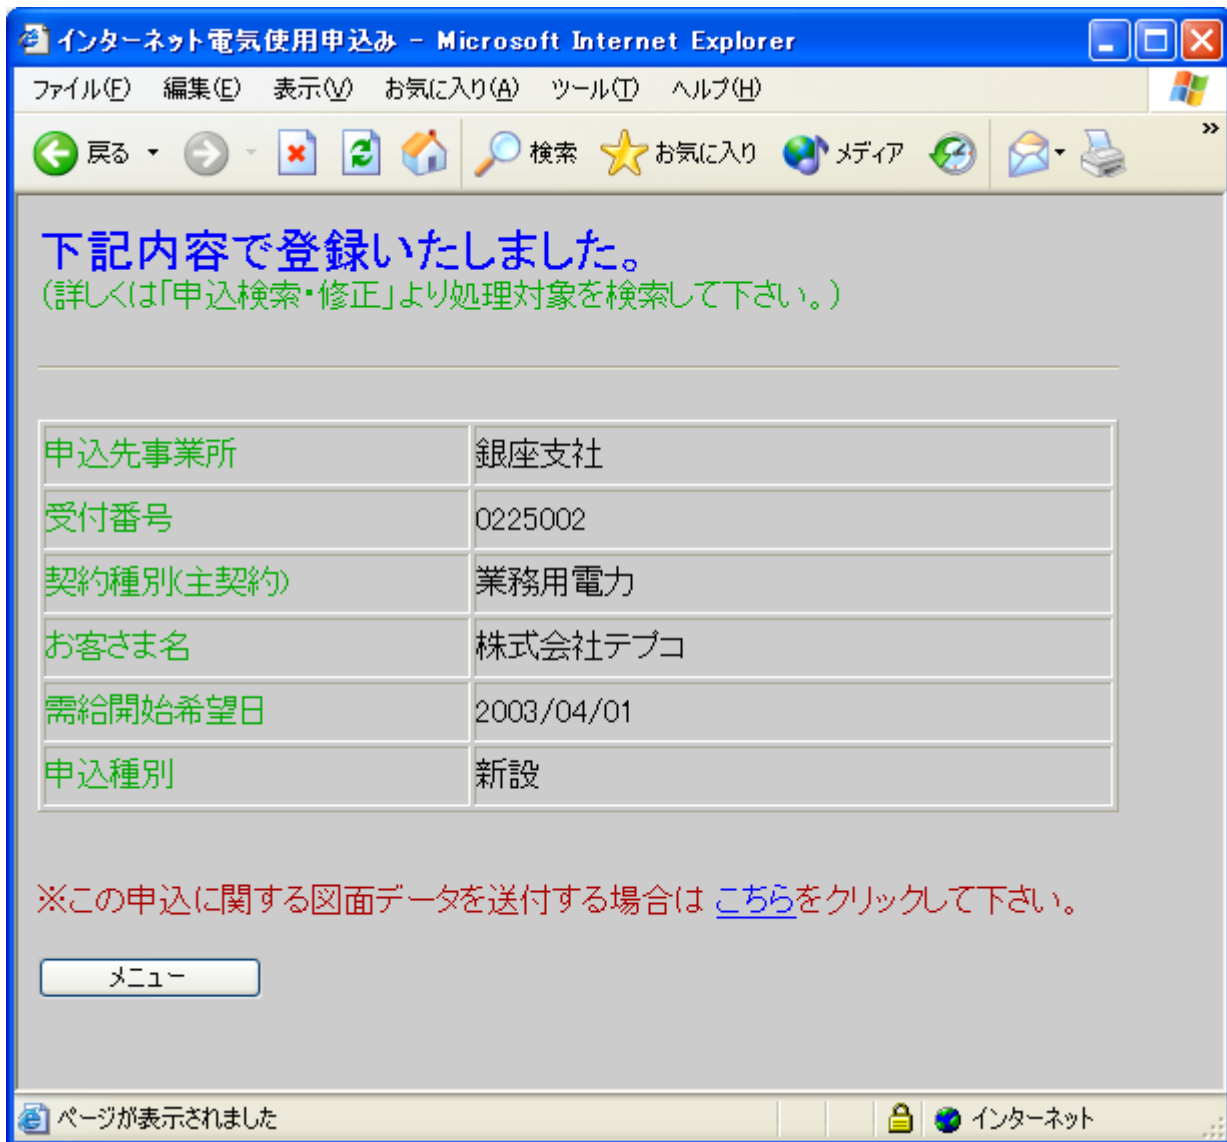 インターネット電気使用申込み - Microsoft Internet Explorer
ファイル(F) 編集(E) 表示(V) お気に入り(A) ツール(T) ヘルプ(H)
戻る 検索 お気に入り メディア »
下記内容で登録いたしました。
(詳しくは「申込検索・修正」より処理対象を検索して下さい。)
申込先事業所 銀座支社
受付番号 0225002
契約種別(主契約) 業務用電力
お客さま名 株式会社テプコ
需給開始希望日 2003/04/01
申込種別 新設
※この申込に関する図面データを送付する場合は こちらをクリックして下さい。
メニュー
ページが表示されました インターネット